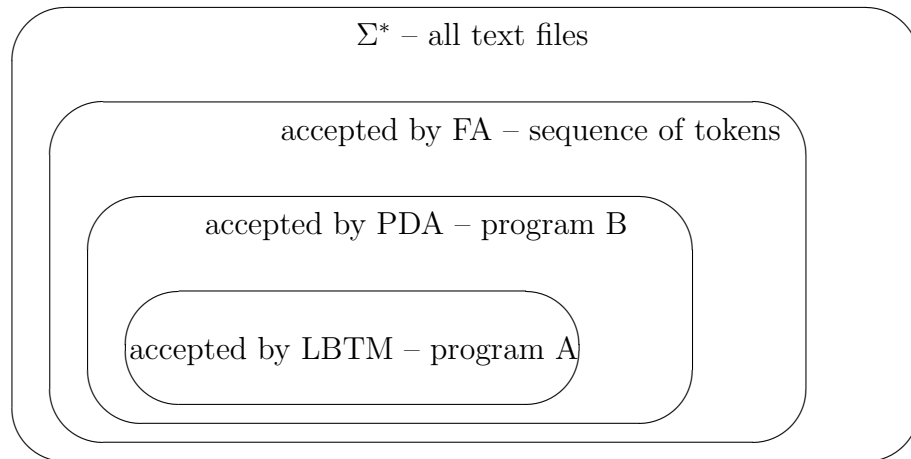 Σ* – all text files
accepted by FA – sequence of tokens
accepted by PDA – program B
accepted by LBTM – program A